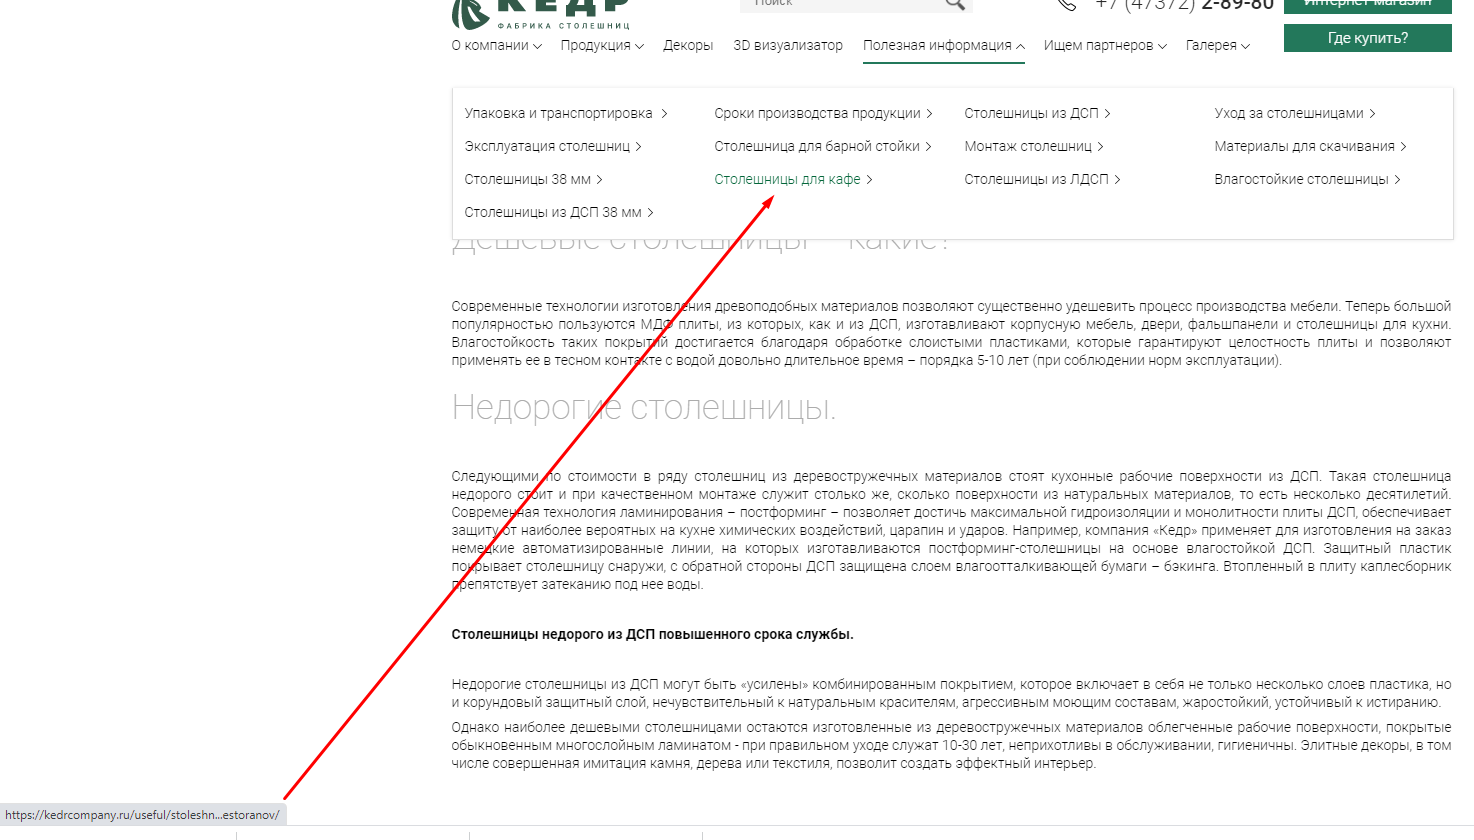 КЕДР
ФАБРИКА СТОЛЕШНИЦ
Поиск
+7 (47372) 2-89-80
Интернет-магазин
О компании
Продукция
Декоры
3D визуализатор
Полезная информация
Ищем партнеров
Галерея
Где купить?
Упаковка и транспортировка
Сроки производства продукции
Столешницы из ДСП
Уход за столешницами
Эксплуатация столешниц
Столешница для барной стойки
Монтаж столешниц
Материалы для скачивания
Столешницы 38 мм
Столешницы для кафе
Столешницы из ЛДСП
Влагостойкие столешницы
Столешницы из ДСП 38 мм
Дешевые столешницы – какие?
Современные технологии изготовления древоподобных материалов позволяют существенно удешевить процесс производства мебели. Теперь большой
популярностью пользуются МДФ плиты, из которых, как и из ДСП, изготавливают корпусную мебель, двери, фальшпанели и столешницы для кухни.
Влагостойкость таких покрытий достигается благодаря обработке слоистыми пластиками, которые гарантируют целостность плиты и позволяют
применять ее в тесном контакте с водой довольно длительное время – порядка 5-10 лет (при соблюдении норм эксплуатации).
Недорогие столешницы.
Следующими по стоимости в ряду столешниц из деревостружечных материалов стоят кухонные рабочие поверхности из ДСП. Такая столешница
недорого стоит и при качественном монтаже служит столько же, сколько поверхности из натуральных материалов, то есть несколько десятилетий.
Современная технология ламинирования – постформинг – позволяет достичь максимальной гидроизоляции и монолитности плиты ДСП, обеспечивает
защиту от наиболее вероятных на кухне химических воздействий, царапин и ударов. Например, компания «Кедр» применяет для изготовления на заказ
немецкие автоматизированные линии, на которых изготавливаются постформинг-столешницы на основе влагостойкой ДСП. Защитный пластик
покрывает столешницу снаружи, с обратной стороны ДСП защищена слоем влагоотталкивающей бумаги – бэкинга. Втопленный в плиту каплесборник
препятствует затеканию под нее воды.
Столешницы недорого из ДСП повышенного срока службы.
Недорогие столешницы из ДСП могут быть «усилены» комбинированным покрытием, которое включает в себя не только несколько слоев пластика, но
и корундовый защитный слой, нечувствительный к натуральным красителям, агрессивным моющим составам, жаростойкий, устойчивый к истиранию.
Однако наиболее дешевыми столешницами остаются изготовленные из деревостружечных материалов облегченные рабочие поверхности, покрытые
обыкновенным многослойным ламинатом - при правильном уходе служат 10-30 лет, неприхотливы в обслуживании, гигиеничны. Элитные декоры, в том
числе совершенная имитация камня, дерева или текстиля, позволит создать эффектный интерьер.
https://kedrcompany.ru/useful/stoleshn...estoranov/